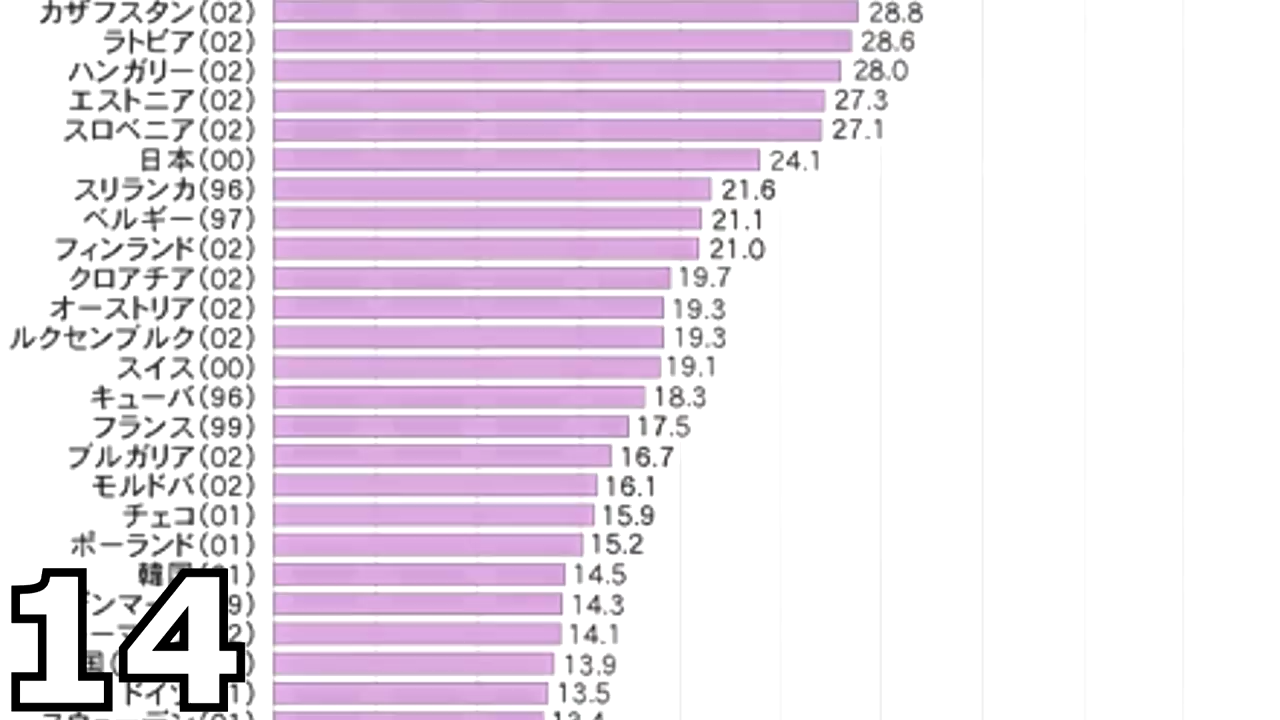 カザフスタン(02) 28.8
ラトビア(02) 28.6
ハンガリー(02) 28.0
エストニア(02) 27.3
スロベニア(02) 27.1
日本(00) 24.1
スリランカ(96) 21.6
ベルギー(97) 21.1
フィンランド(02) 21.0
クロアチア(02) 19.7
オーストリア(02) 19.3
ルクセンブルク(02) 19.3
スイス(00) 19.1
キューバ(96) 18.3
フランス(99) 17.5
ブルガリア(02) 16.7
モルドバ(02) 16.1
チェコ(01) 15.9
ポーランド(01) 15.2
14.5
14.3
14.1
13.9
13.5
14